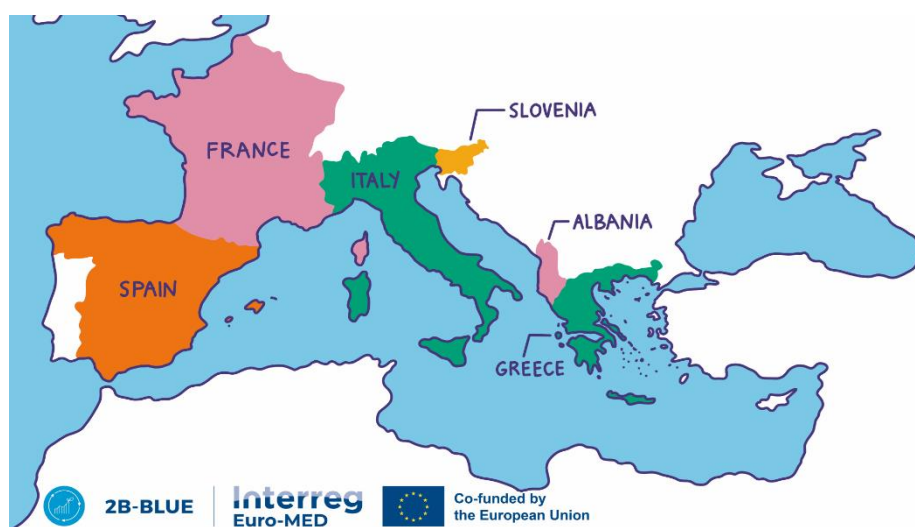 SLOVENIA
FRANCE
ITALY
ALBANIA
SPAIN
GREECE
2B-BLUE
Interreg
Euro-MED
Co-funded by
the European Union